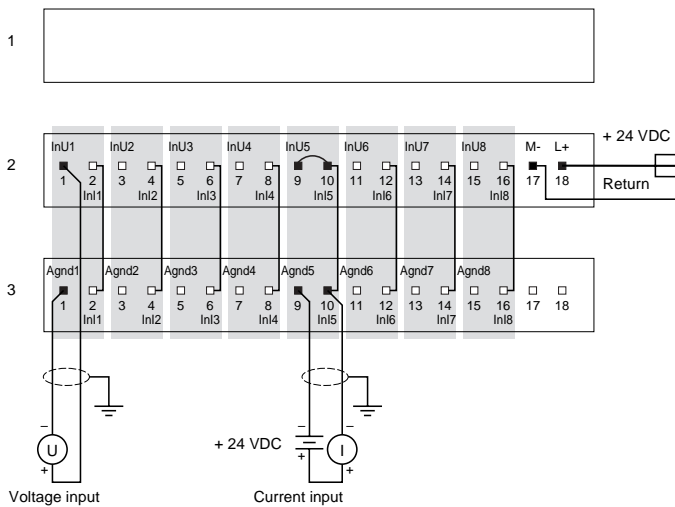 1
2
InU1 InU2 InU3 InU4 InU5 InU6 InU7 InU8 M- L+
+ 24 VDC
1 2 3 4 5 6 7 8 9 10 11 12 13 14 15 16 17 18
InI1 InI2 InI3 InI4 InI5 InI6 InI7 InI8
Return
3
Agnd1 Agnd2 Agnd3 Agnd4 Agnd5 Agnd6 Agnd7 Agnd8
1 2 3 4 5 6 7 8 9 10 11 12 13 14 15 16 17 18
InI1 InI2 InI3 InI4 InI5 InI6 InI7 InI8
– – –
U + 24 VDC I
+ + +
Voltage input Current input